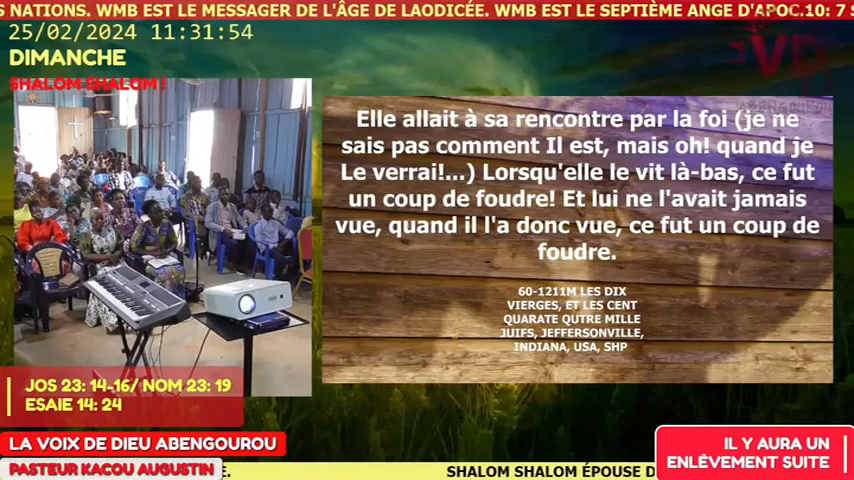 S NATIONS. WMB EST LE MESSAGER DE L'ÂGE DE LAODICÉE. WMB EST LE SEPTIÈME ANGE D'APOC.10: 7 S
25/02/2024 11:31:54
DIMANCHE
SHALOM SHALOM !
Elle allait à sa rencontre par la foi (je ne
sais pas comment Il est, mais oh! quand je
Le verrai!...) Lorsqu'elle le vit là-bas, ce fut
un coup de foudre! Et lui ne l'avait jamais
vue, quand il l'a donc vue, ce fut un coup de
foudre.
60-1211M LES DIX
VIERGES, ET LES CENT
QUARATE QUTRE MILLE
JUIFS, JEFFERSONVILLE,
INDIANA, USA, SHP
JOS 23: 14-16/ NOM 23: 19
ESAIE 14: 24
LA VOIX DE DIEU ABENGOUROU
PASTEUR KACOU AUGUSTIN
IL Y AURA UN
ENLÈVEMENT SUITE
E. SHALOM SHALOM ÉPOUSE D